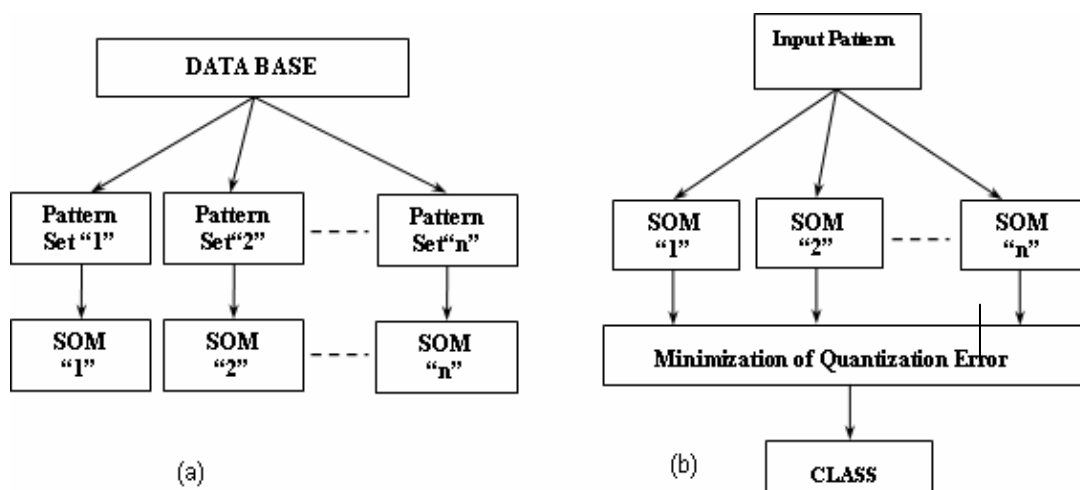 DATA BASE
Pattern
Set “1”
Pattern
Set“2”
Pattern
Set“n”
SOM
“1”
SOM
“2”
SOM
“n”
(a)
Input Pattern
SOM
“1”
SOM
“2”
SOM
“n”
Minimization of Quantization Error
CLASS
(b)